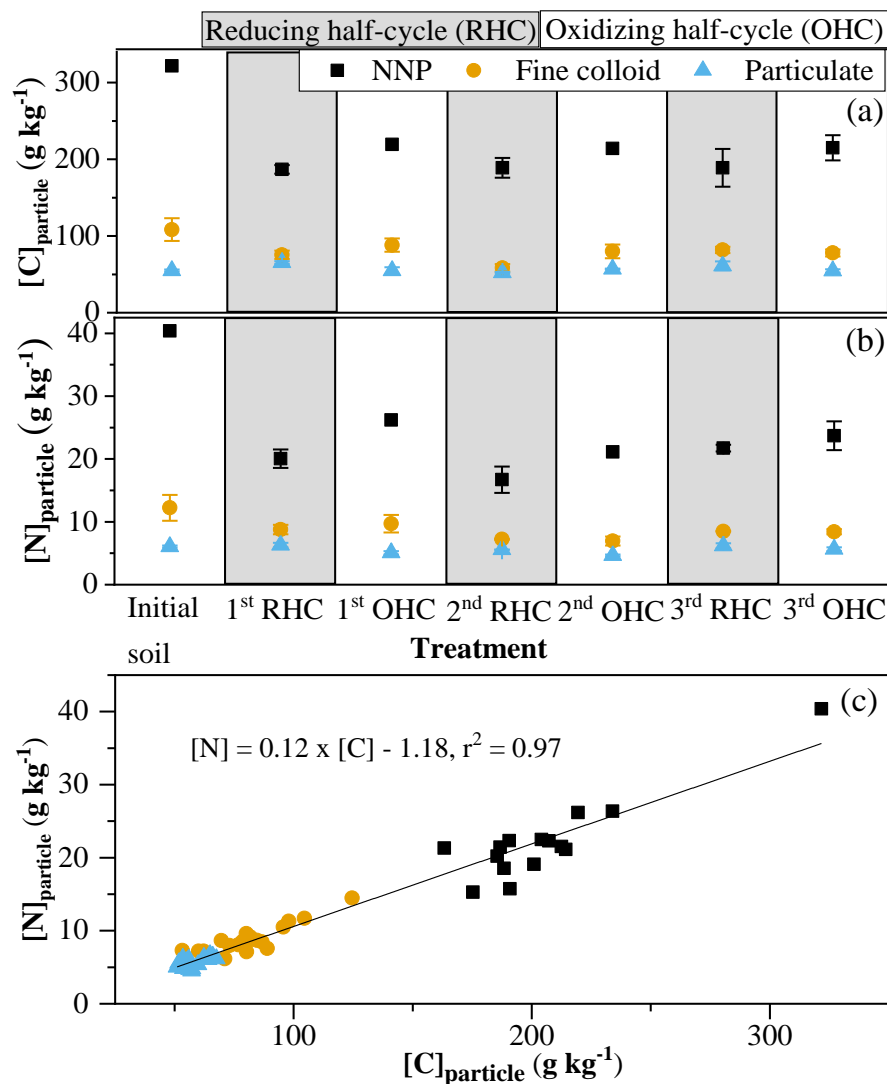 Reducing half-cycle (RHC) Oxidizing half-cycle (OHC)
NNP Fine colloid Particulate
(a)
[C]particle (g kg-1)
300
200
100
0
(b)
[N]particle (g kg-1)
40
30
20
10
0
Initial soil
1st RHC 1st OHC 2nd RHC 2nd OHC 3rd RHC 3rd OHC
Treatment
(c)
[N] = 0.12 x [C] - 1.18, r2 = 0.97
[N]particle (g kg-1)
40
30
20
10
0
100 200 300
[C]particle (g kg-1)